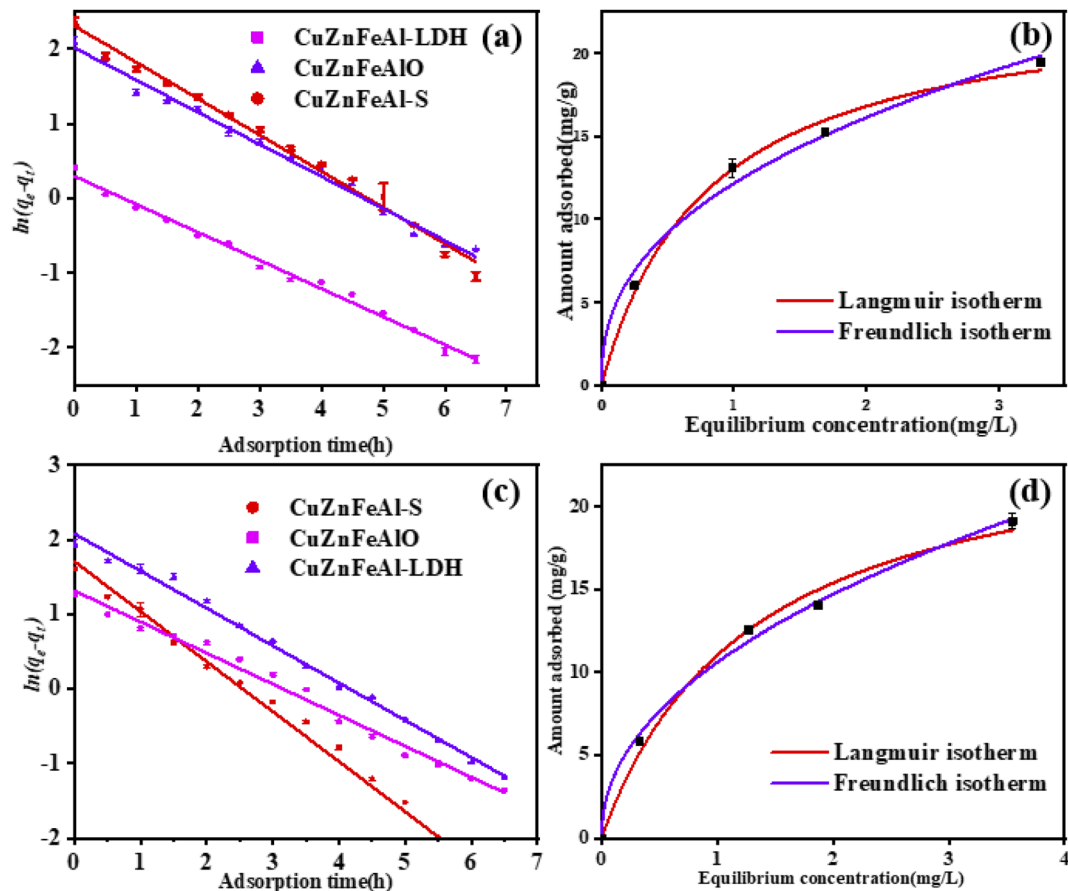 (a)
CuZnFeAl-LDH
CuZnFeAlO
CuZnFeAl-S
2
1
0
-1
-2
ln(qe-qt)
0 1 2 3 4 5 6 7
Adsorption time(h)
(b)
20
15
10
5
0
Amount adsorbed(mg/g)
Langmuir isotherm
Freundlich isotherm
0 1 2 3
Equilibrium concentration(mg/L)
(c)
CuZnFeAl-S
CuZnFeAlO
CuZnFeAl-LDH
3
2
1
0
-1
-2
ln(qe-qt)
0 1 2 3 4 5 6 7
Adsorption time(h)
(d)
20
15
10
5
0
Amount adsorbed (mg/g)
Langmuir isotherm
Freundlich isotherm
0 1 2 3 4
Equilibrium concentration(mg/L)